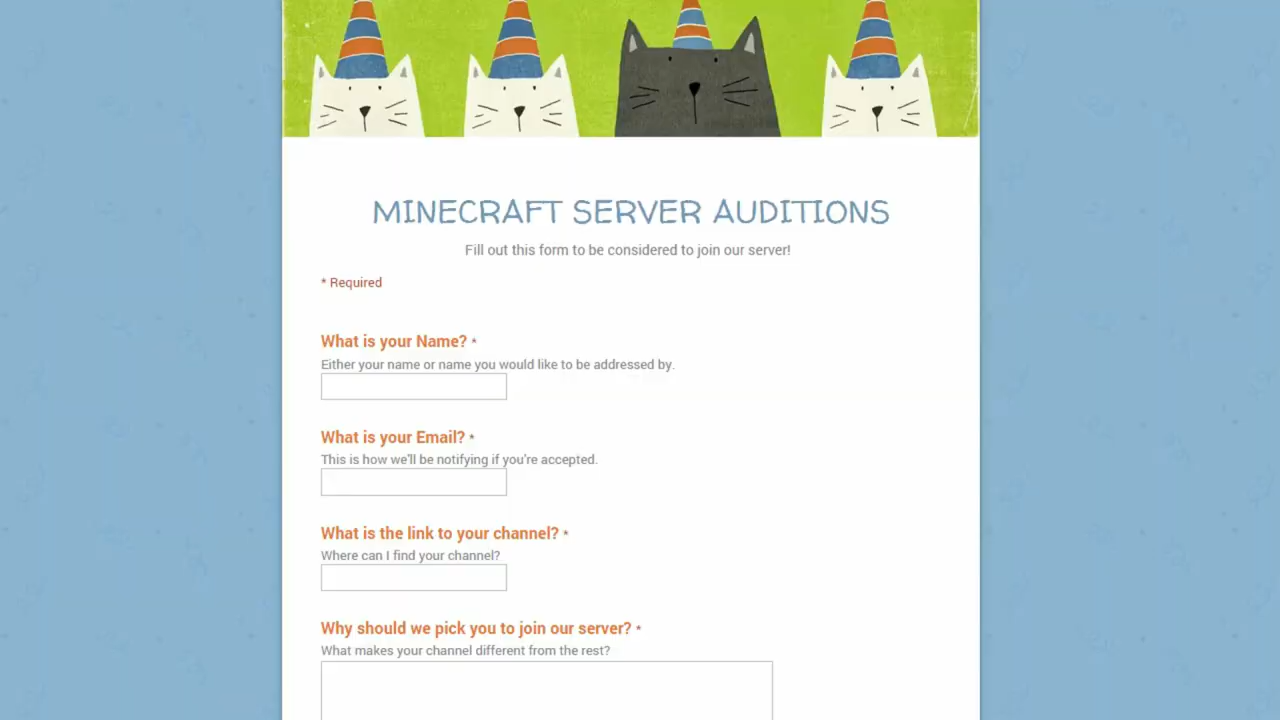 MINECRAFT SERVER AUDITIONS
Fill out this form to be considered to join our server!
* Required
What is your Name? *
Either your name or name you would like to be addressed by.
What is your Email? *
This is how we'll be notifying if you're accepted.
What is the link to your channel? *
Where can I find your channel?
Why should we pick you to join our server? *
What makes your channel different from the rest?